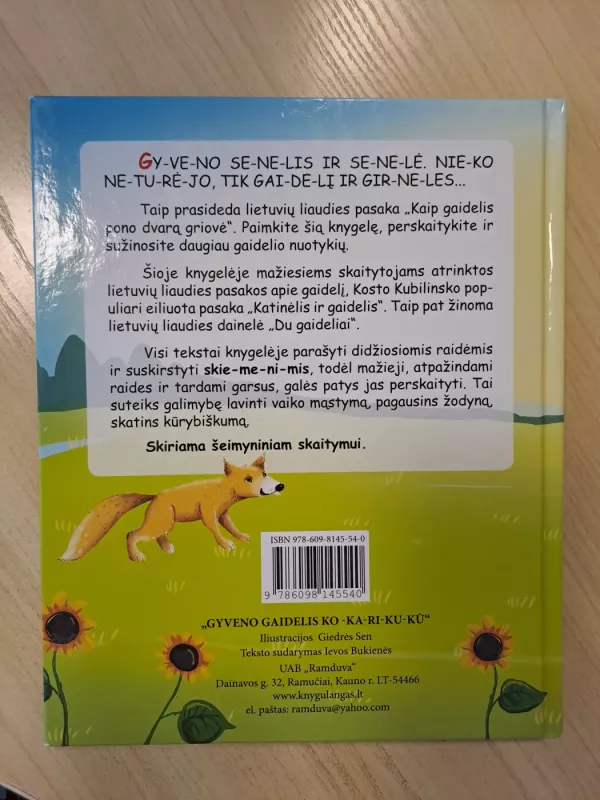 GY-VE-NO SE-NE-LIS IR SE-NE-LĖ. NIE-KO
NE-TU-RĖ-JO, TIK GAI-DE-LĮ IR GIR-NE-LES...
Taip prasideda lietuvių liaudies pasaka „Kaip gaidelis
pono dvarą griovė“. Paimkite šią knygelę, perskaitykite ir
sužinosite daugiau gaidelio nuotykių.
Šioje knygelėje mažiesiems skaitytojams atrinktos
lietuvių liaudies pasakos apie gaidelį, Kosto Kubilinsko pop-
uliari eiliuota pasaka „Katinėlis ir gaidelis“. Taip pat žinoma
lietuvių liaudies dainelė „Du gaideliai“.
Visi tekstai knygelėje parašyti didžiosiomis raidėmis
ir suskirstyti skie-me-ni-mis, todėl mažieji, atpažindami
raides ir tardami garsus, galės patys jas perskaityti. Tai
suteiks galimybę lavinti vaiko mąstymą, pagausins žodyną,
skatins kūrybiškumą,
Skiriama šeimyniniam skaitymui.
ISBN 978-609-8145-54-0
9 786098 145540
„GYVENO GAIDELIS KO -KA-RI-KU-KŪ“
Iliustracijos Giedrės Sen
Teksto sudarymas Ievos Bukienės
UAB „Ramduva“
Dainavos g. 32, Ramučiai, Kauno r. LT-54466
www.knygulangas.lt
el. paštas: ramduva@yahoo.com